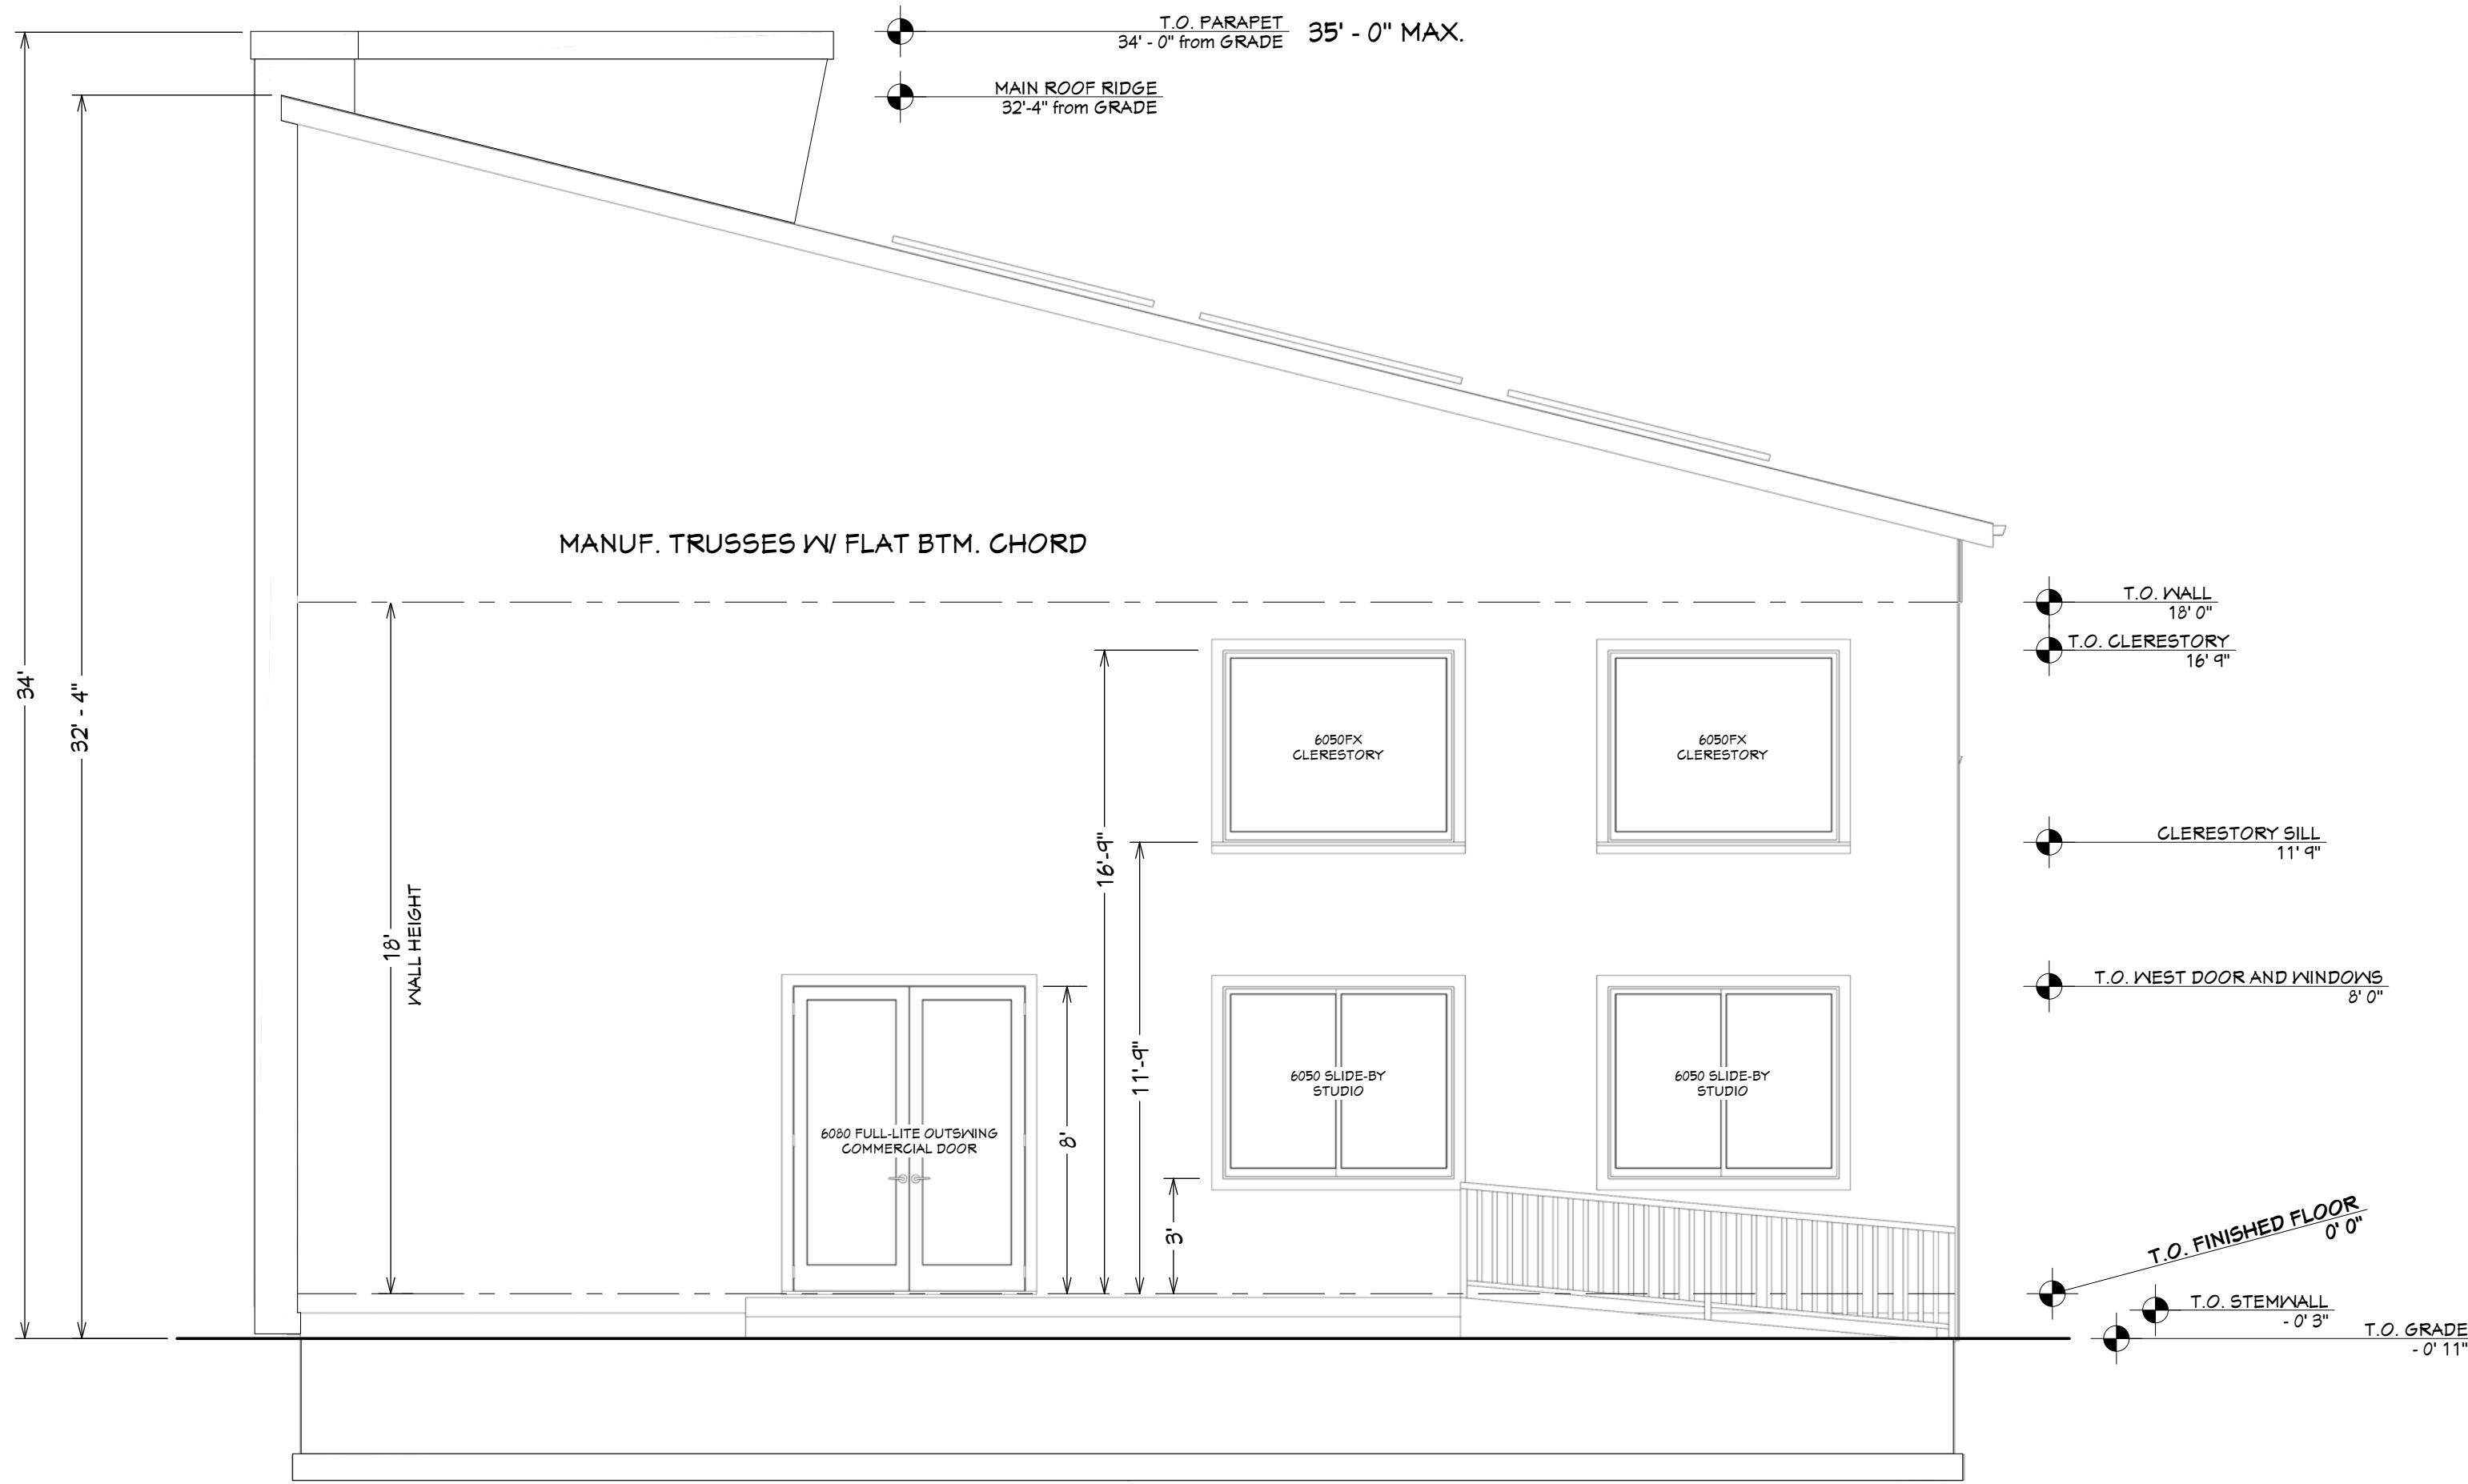 T.O. PARAPET
34' - 0" from GRADE
35' - 0" MAX.
MAIN ROOF RIDGE
32'-4" from GRADE
MANUF. TRUSSES W/ FLAT BTM. CHORD
T.O. WALL
18' 0"
T.O. CLERESTORY
16' 9"
34'
32' - 4"
6050FX
CLERESTORY
6050FX
CLERESTORY
CLERESTORY SILL
11' 9"
16'-9"
18'
WALL HEIGHT
T.O. WEST DOOR AND WINDOWS
8' 0"
11'-9"
6050 SLIDE-BY
STUDIO
6050 SLIDE-BY
STUDIO
6080 FULL-LITE OUTSWING
COMMERCIAL DOOR
8'
3'
T.O. FINISHED FLOOR
0' 0"
T.O. STEMWALL
- 0' 3"
T.O. GRADE
- 0' 11"